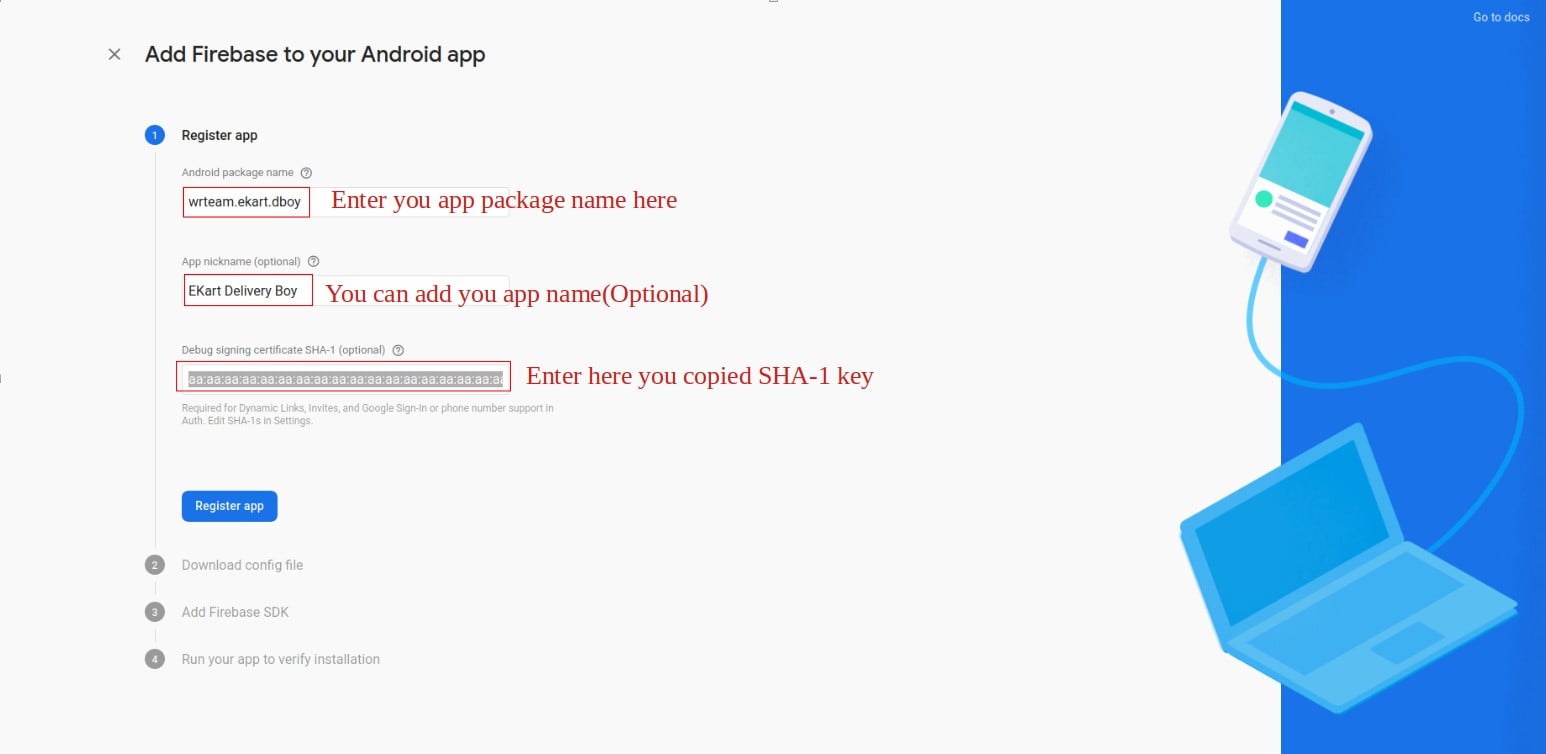 Go to docs
Add Firebase to your Android app
1 Register app
Android package name
wrteam.ekart.dboy Enter you app package name here
App nickname (optional)
EKart Delivery Boy You can add you app name(Optional)
Debug signing certificate SHA-1 (optional)
aa:aa:aa:aa:aa:aa:aa:aa:aa:aa:aa:aa:aa:aa:aa:aa:aa:aa Enter here you copied SHA-1 key
Required for Dynamic Links, Invites, and Google Sign-In or phone number support in
Auth. Edit SHA-1s in Settings.
Register app
2 Download config file
3 Add Firebase SDK
4 Run your app to verify installation